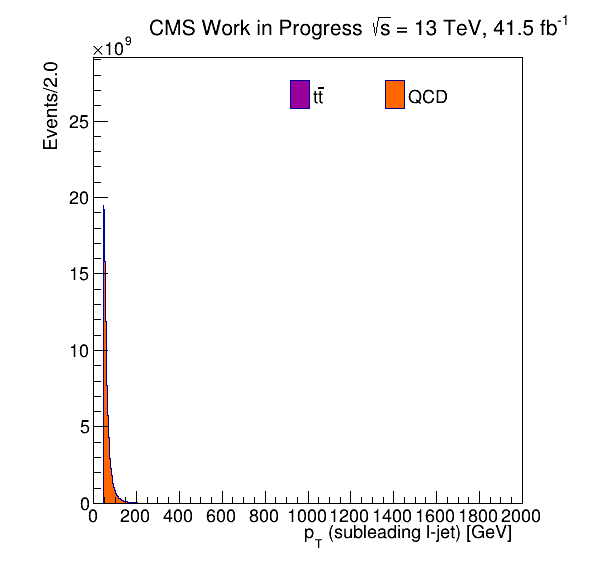 CMS Work in Progress √s = 13 TeV, 41.5 fb⁻¹
×10⁹
Events/2.0
tt̄
QCD
25
20
15
10
5
0
0 200 400 600 800 1000 1200 1400 1600 1800 2000
p_T (subleading l-jet) [GeV]